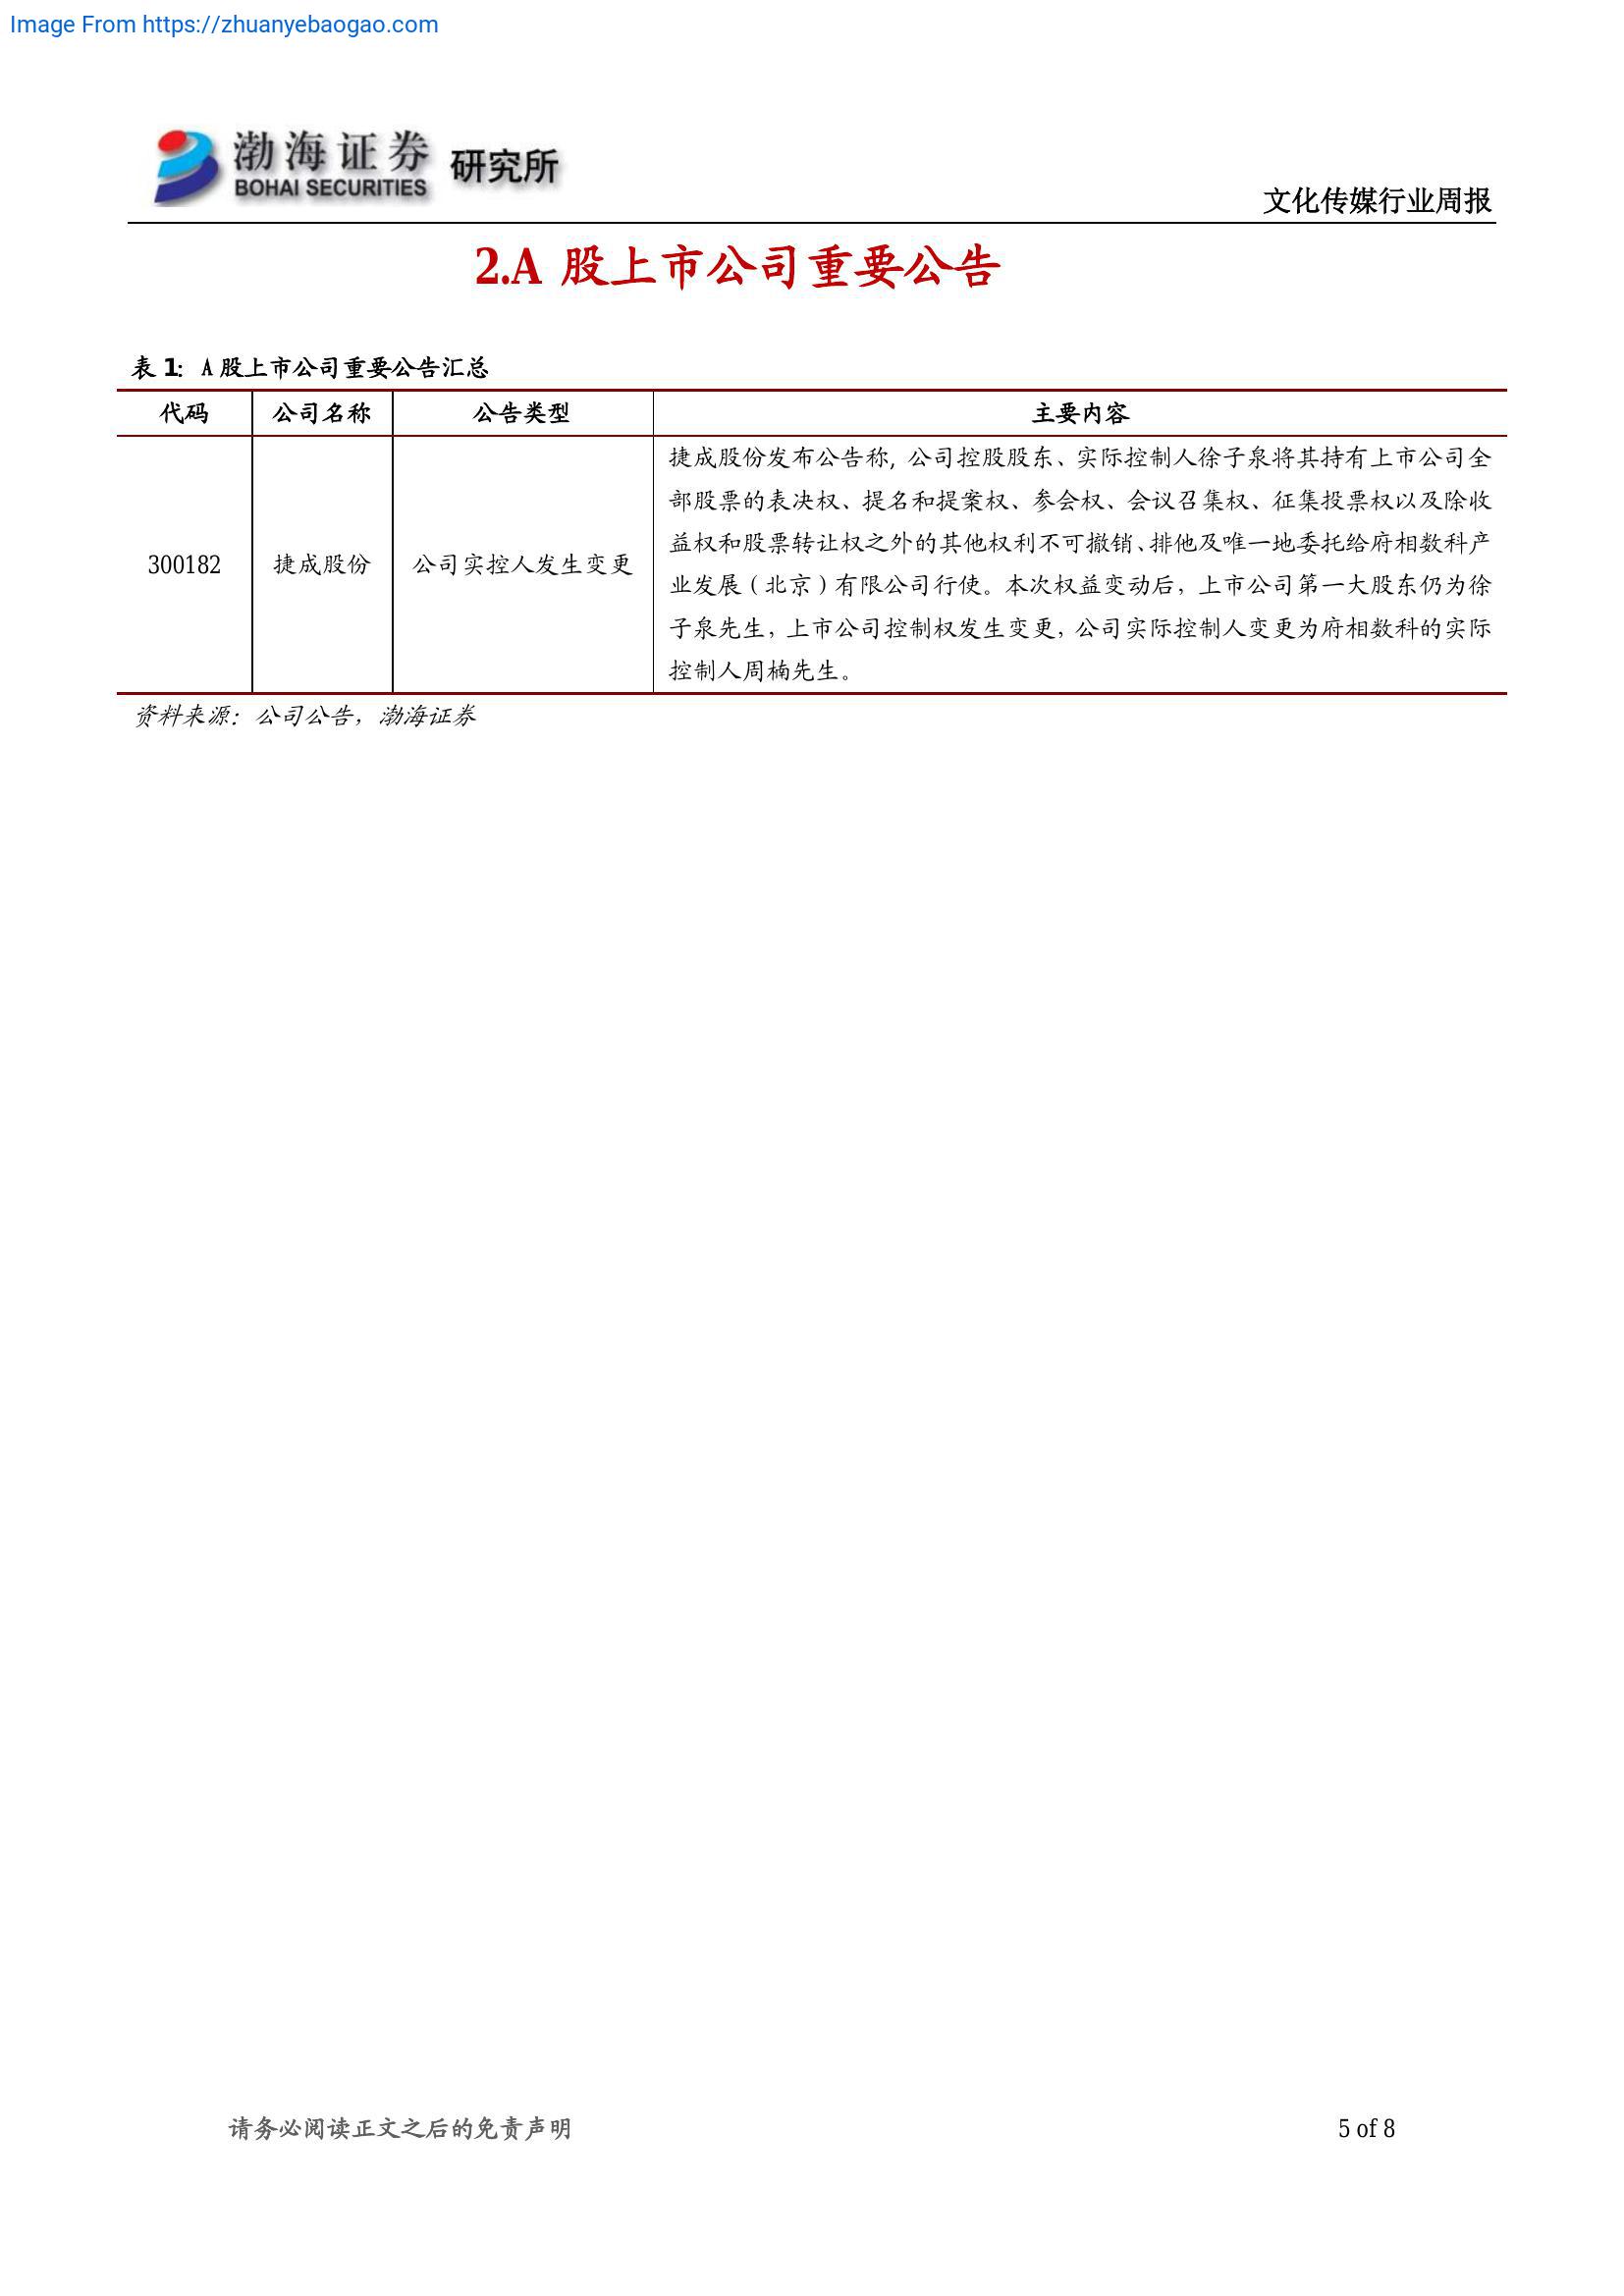 Image From https://zhuanyebaogao.com
渤海证券 研究所
BOHAI SECURITIES
文化传媒行业周报
2.A 股上市公司重要公告
表 1: A 股上市公司重要公告汇总
代码 公司名称 公告类型 主要内容
捷成股份发布公告称, 公司控股股东、实际控制人徐子泉将其持有上市公司全
部股票的表决权、提名和提案权、参会权、会议召集权、征集投票权以及除收
益权和股票转让权之外的其他权利不可撤销、排他及唯一地委托给府相数科产
300182 捷成股份 公司实控人发生变更
业发展（北京）有限公司行使。本次权益变动后，上市公司第一大股东仍为徐
子泉先生，上市公司控制权发生变更，公司实际控制人变更为府相数科的实际
控制人周楠先生。
资料来源：公司公告，渤海证券
请务必阅读正文之后的免责声明
5 of 8